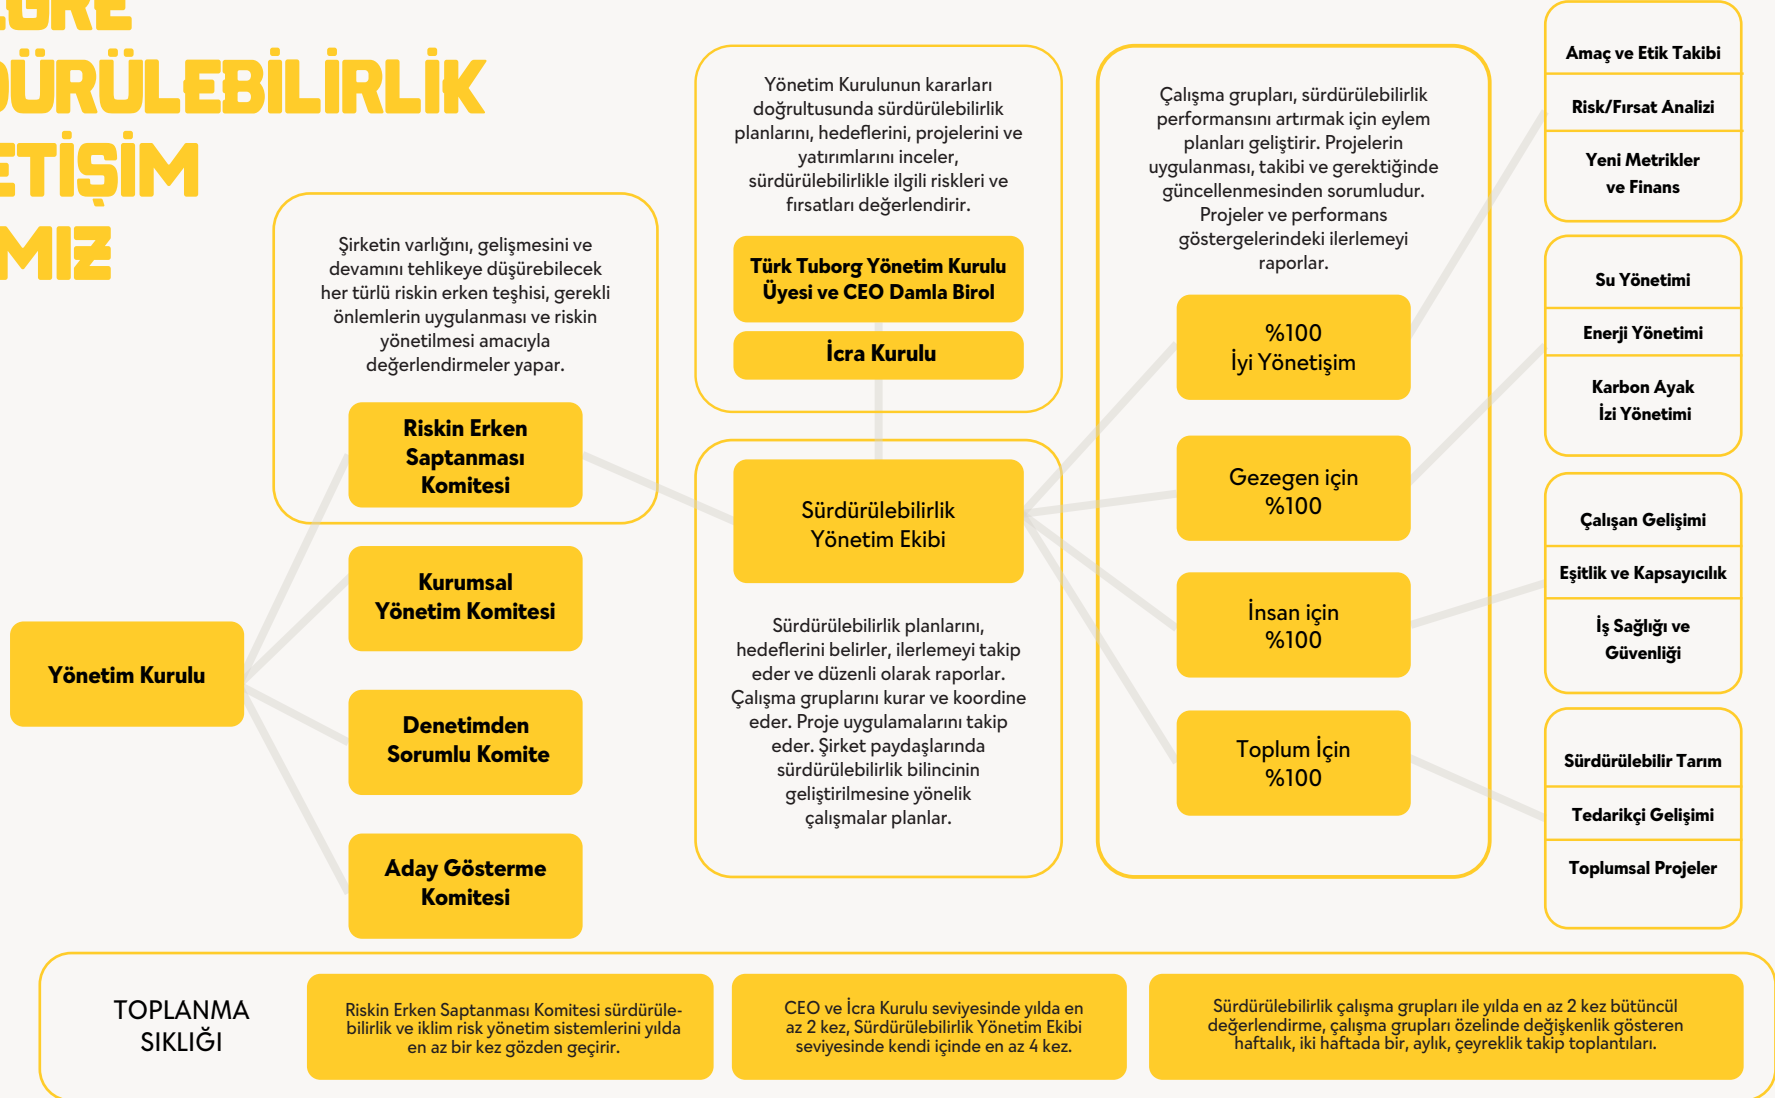 DÜRÜLEBİLİRLİK
Şirketin varlığını, gelişmesini ve
devamını tehlikeye düşürebilecek
her türlü riskin erken teşhisi, gerekli
önlemlerin uygulanması ve riskin
yönetilmesi amacıyla
değerlendirmeler yapar.
Riskin Erken
Saptanması
Komitesi
Kurumsal
Yönetim Komitesi
Yönetim Kurulu
Denetimden
Sorumlu Komite
Aday Gösterme
Komitesi
Yönetim Kurulunun kararları
doğrultusunda sürdürülebilirlik
planlarını, hedeflerini, projelerini ve
yatırımlarını inceler,
sürdürülebilirlikle ilgili riskleri ve
fırsatları değerlendirir.
Türk Tuborg Yönetim Kurulu
Üyesi ve CEO Damla Birol
İcra Kurulu
Sürdürülebilirlik
Yönetim Ekibi
Sürdürülebilirlik planlarını,
hedeflerini belirler, ilerlemeyi takip
eder ve düzenli olarak raporlar.
Çalışma gruplarını kurar ve koordine
eder. Proje uygulamalarını takip
eder. Şirket paydaşlarında
sürdürülebilirlik bilincinin
geliştirilmesine yönelik
çalışmalar planlar.
Çalışma grupları, sürdürülebilirlik
performansını artırmak için eylem
planları geliştirir. Projelerin
uygulanması, takibi ve gerektiğinde
güncellenmesinden sorumludur.
Projeler ve performans
göstergelerindeki ilerlemeyi
raporlar.
%100
İyi Yönetişim
Gezegen için
%100
İnsan için
%100
Toplum İçin
%100
Amaç ve Etik Takibi
Risk/Fırsat Analizi
Yeni Metrikler
ve Finans
Su Yönetimi
Enerji Yönetimi
Karbon Ayak
İzi Yönetimi
Çalışan Gelişimi
Eşitlik ve Kapsayıcılık
İş Sağlığı ve
Güvenliği
Sürdürülebilir Tarım
Tedarikçi Gelişimi
Toplumsal Projeler
TOPLANMA
SIKLIĞI
Riskin Erken Saptanması Komitesi sürdürüle-
bilirlik ve iklim risk yönetim sistemlerini yılda
en az bir kez gözden geçirir.
CEO ve İcra Kurulu seviyesinde yılda en
az 2 kez, Sürdürülebilirlik Yönetim Ekibi
seviyesinde kendi içinde en az 4 kez.
Sürdürülebilirlik çalışma grupları ile yılda en az 2 kez bütüncül
değerlendirme, çalışma grupları özelinde değişkenlik gösteren
haftalık, iki haftada bir, aylık, çeyreklik takip toplantıları.